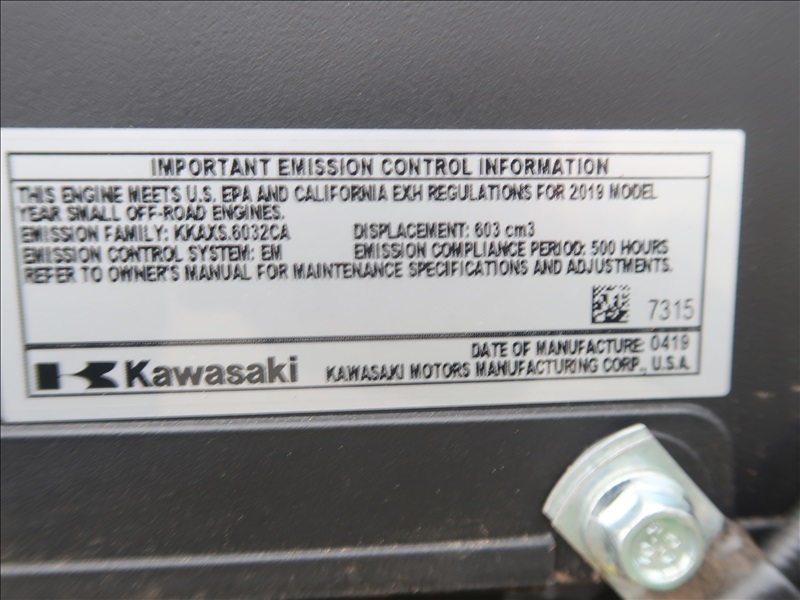 IMPORTANT EMISSION CONTROL INFORMATION
THIS ENGINE MEETS U.S. EPA AND CALIFORNIA EXH REGULATIONS FOR 2019 MODEL
YEAR SMALL OFF-ROAD ENGINES.
EMISSION FAMILY: KKAXS.6032CA DISPLACEMENT: 603 cm3
EMISSION CONTROL SYSTEM: EM EMISSION COMPLIANCE PERIOD: 500 HOURS
REFER TO OWNER'S MANUAL FOR MAINTENANCE SPECIFICATIONS AND ADJUSTMENTS.
7315
DATE OF MANUFACTURE: 0419
Kawasaki KAWASAKI MOTORS MANUFACTURING CORP., U.S.A.